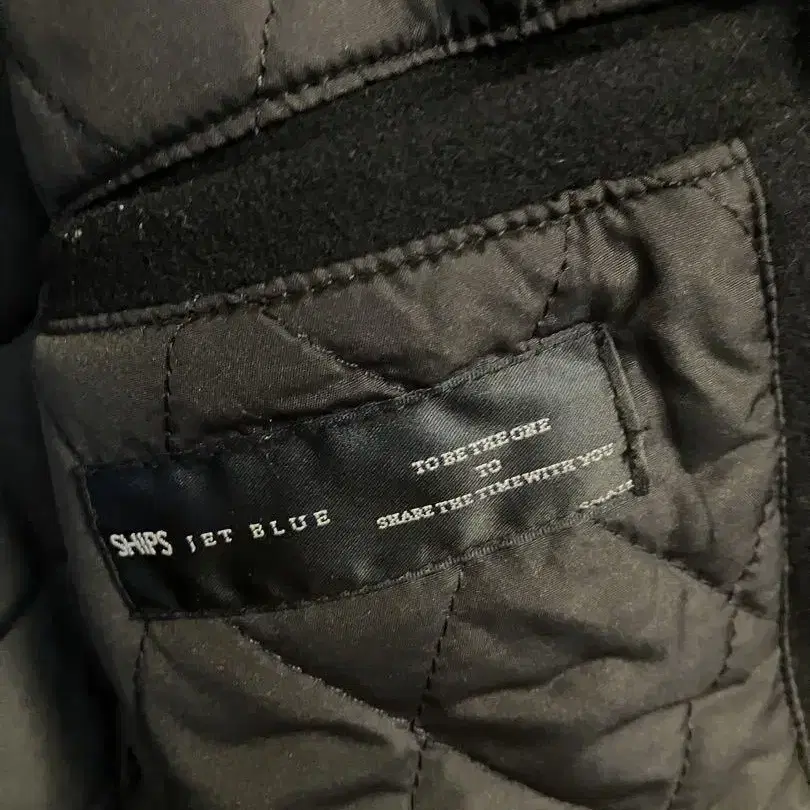 SHIPS JET BLUE
TO BE THE ONE
TO
SHARE THE TIME WITH YOU